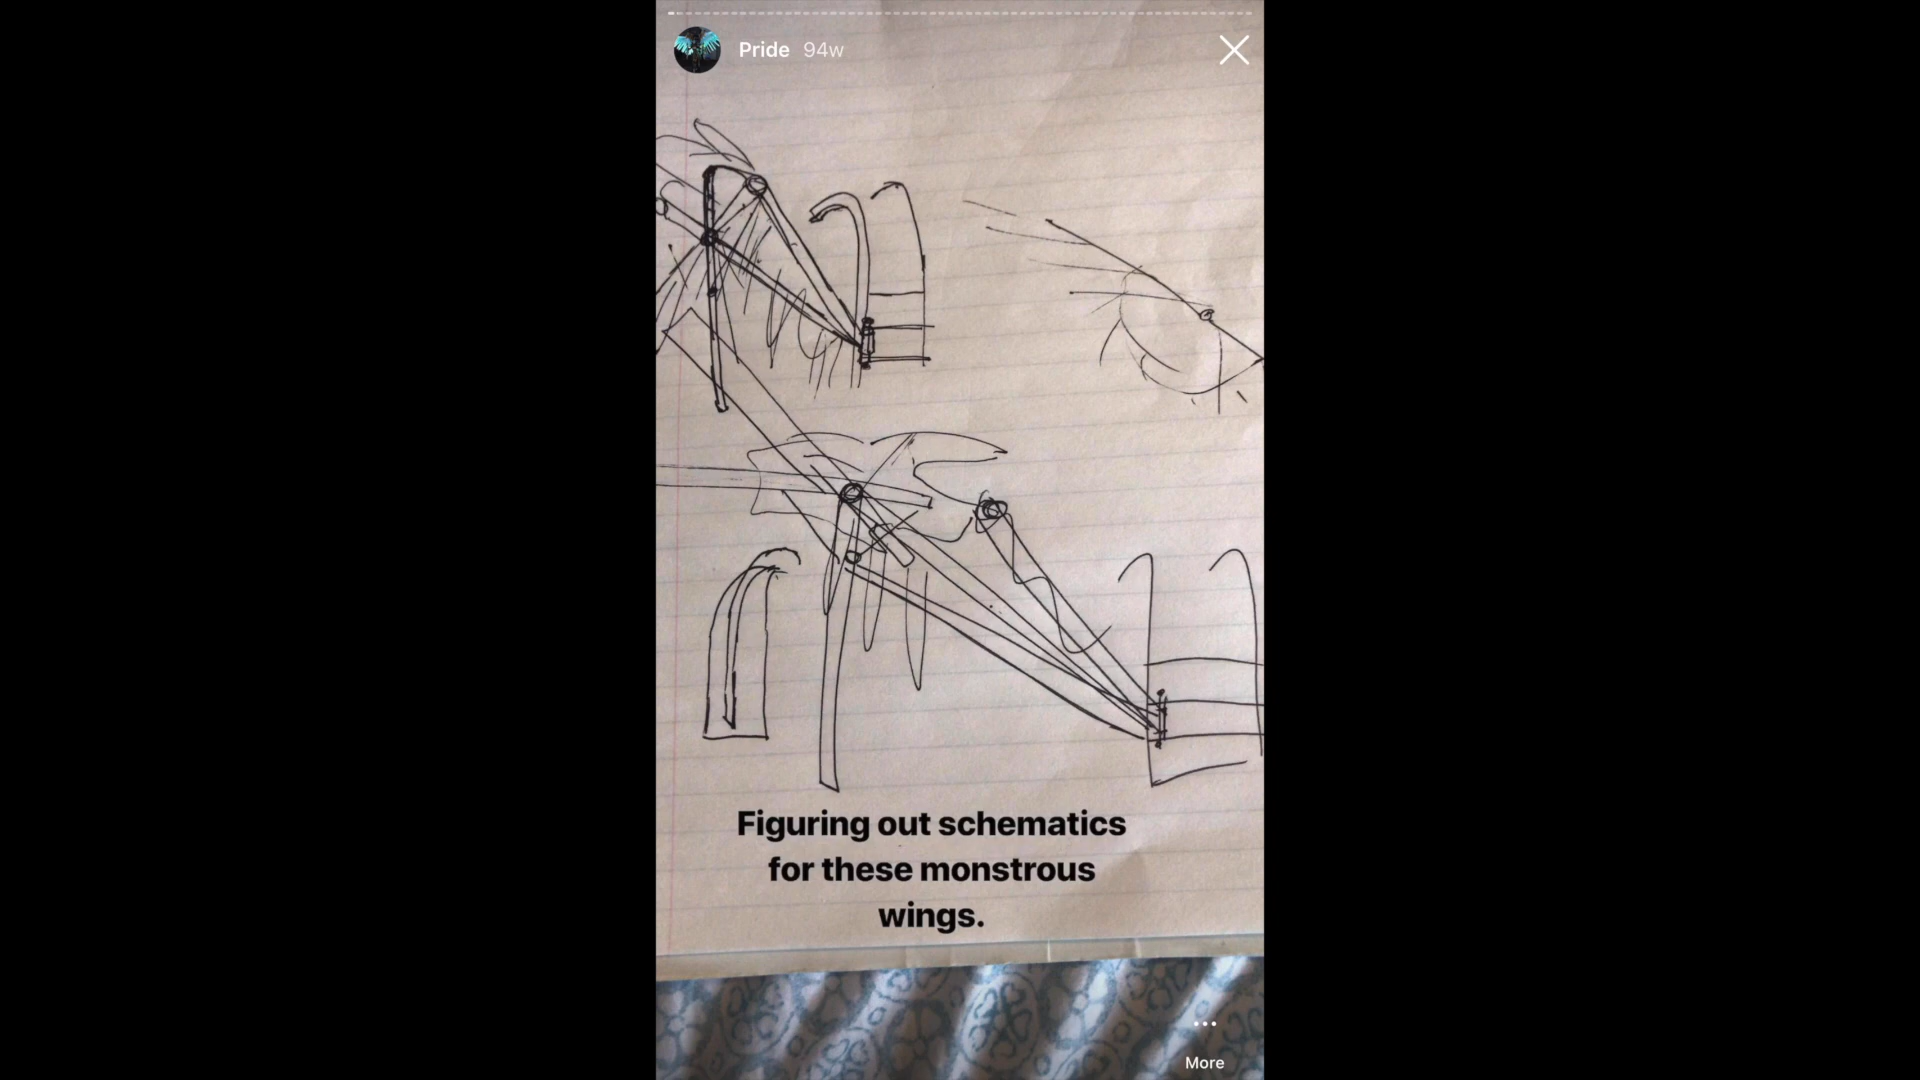 Pride 94w
Figuring out schematics
for these monstrous
wings.
More